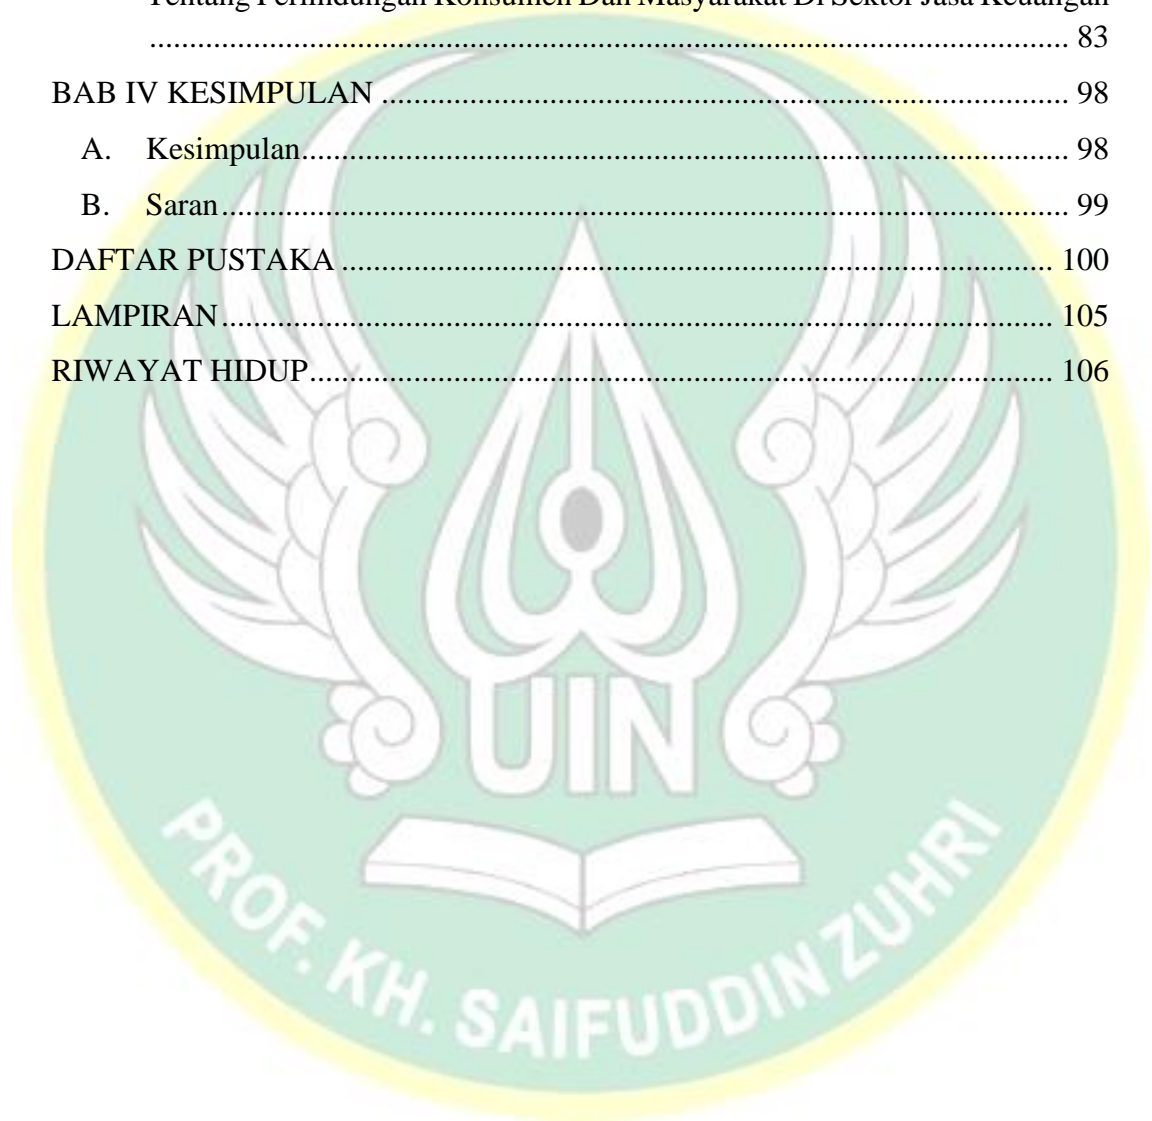 Tentang Perlindungan Konsumen Dan Masyarakat Di Sektor Jasa Keuangan
.................................................................................................................... 83
BAB IV KESIMPULAN ...................................................................................... 98
A. Kesimpulan................................................................................................ 98
B. Saran.......................................................................................................... 99
DAFTAR PUSTAKA ......................................................................................... 100
LAMPIRAN........................................................................................................ 105
RIWAYAT HIDUP............................................................................................. 106
UIN
PROF. KH. SAIFUDDIN ZUHRI